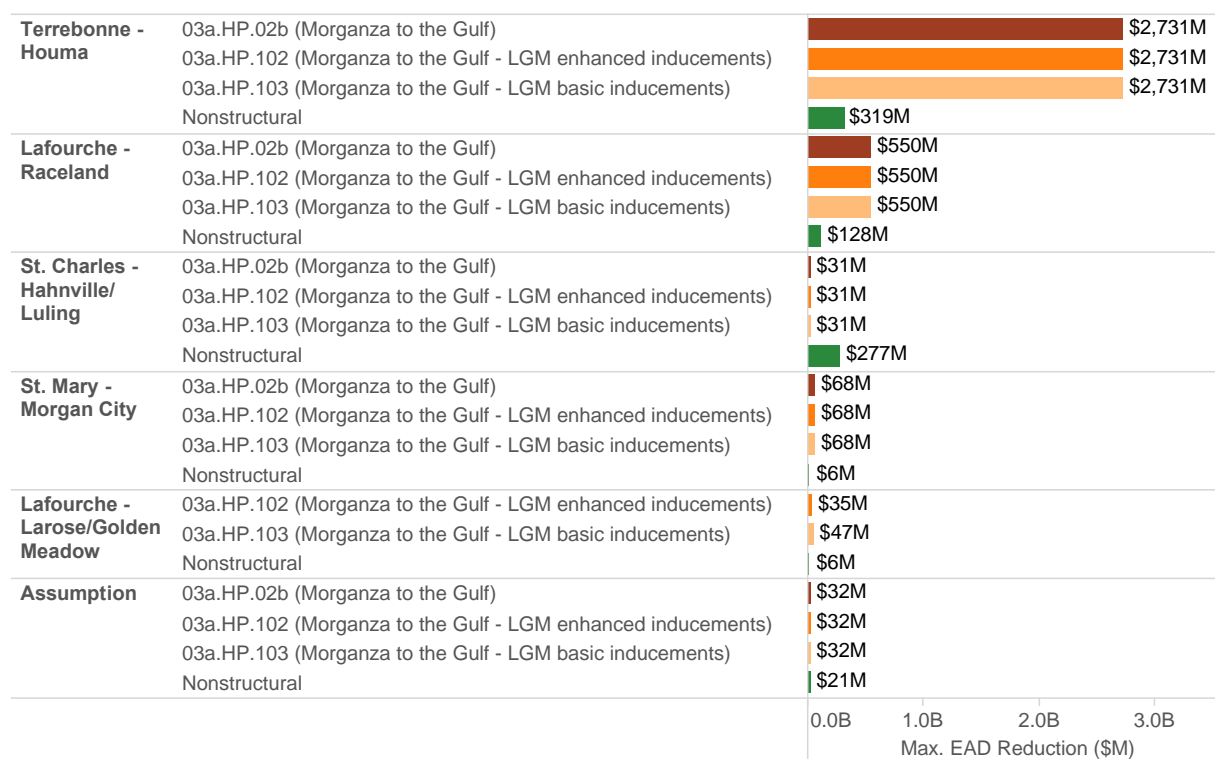 Terrebonne - Houma
03a.HP.02b (Morganza to the Gulf) $2,731M
03a.HP.102 (Morganza to the Gulf - LGM enhanced inducements) $2,731M
03a.HP.103 (Morganza to the Gulf - LGM basic inducements) $2,731M
Nonstructural $319M
Lafourche - Raceland
03a.HP.02b (Morganza to the Gulf) $550M
03a.HP.102 (Morganza to the Gulf - LGM enhanced inducements) $550M
03a.HP.103 (Morganza to the Gulf - LGM basic inducements) $550M
Nonstructural $128M
St. Charles - Hahnville/ Luling
03a.HP.02b (Morganza to the Gulf) $31M
03a.HP.102 (Morganza to the Gulf - LGM enhanced inducements) $31M
03a.HP.103 (Morganza to the Gulf - LGM basic inducements) $31M
Nonstructural $277M
St. Mary - Morgan City
03a.HP.02b (Morganza to the Gulf) $68M
03a.HP.102 (Morganza to the Gulf - LGM enhanced inducements) $68M
03a.HP.103 (Morganza to the Gulf - LGM basic inducements) $68M
Nonstructural $6M
Lafourche - Larose/Golden Meadow
03a.HP.102 (Morganza to the Gulf - LGM enhanced inducements) $35M
03a.HP.103 (Morganza to the Gulf - LGM basic inducements) $47M
Nonstructural $6M
Assumption
03a.HP.02b (Morganza to the Gulf) $32M
03a.HP.102 (Morganza to the Gulf - LGM enhanced inducements) $32M
03a.HP.103 (Morganza to the Gulf - LGM basic inducements) $32M
Nonstructural $21M
0.0B 1.0B 2.0B 3.0B
Max. EAD Reduction ($M)